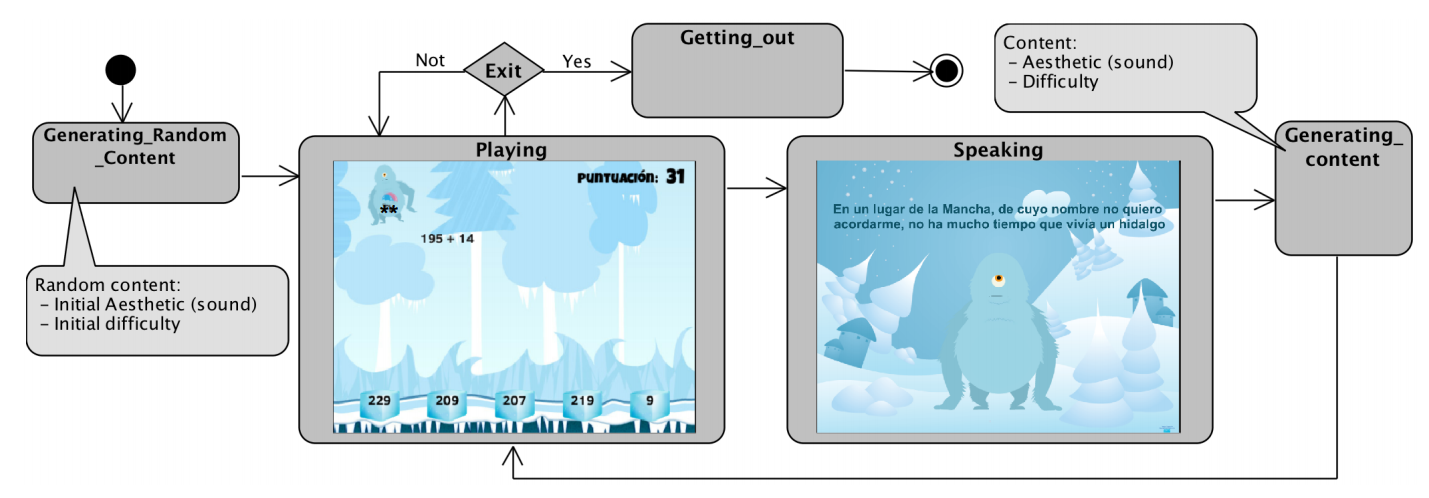 Not
Exit
Yes
Getting_out
Content:
– Aesthetic (sound)
– Difficulty
Generating_Random
_Content
Generating_
content
Random content:
– Initial Aesthetic (sound)
– Initial difficulty
Playing
PUNTUACIÓN: 31
**
195 + 14
229
209
207
219
9
Speaking
En un lugar de la Mancha, de cuyo nombre no quiero
acordarme, no ha mucho tiempo que vivía un hidalgo